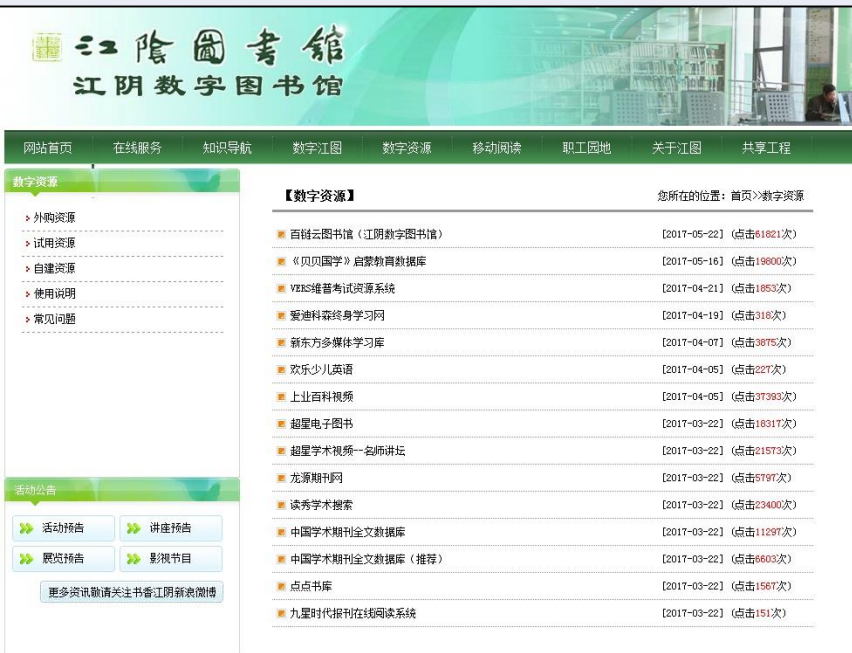 江陰圖書館
江阴数字图书馆
网站首页 在线服务 知识导航 数字江图 数字资源 移动阅读 职工园地 关于江图 共享工程
数字资源
外购资源
试用资源
自建资源
使用说明
常见问题
活动公告
活动预告 讲座预告
展览预告 影视节目
更多资讯敬请关注书香江阴新浪微博
【数字资源】 您所在的位置：首页>>数字资源
百链云图书馆（江阴数字图书馆） [2017-05-22] (点击61821次)
《贝贝国学》启蒙教育数据库 [2017-05-16] (点击19800次)
VERS维普考试资源系统 [2017-04-21] (点击1853次)
爱迪科森终身学习网 [2017-04-19] (点击318次)
新东方多媒体学习库 [2017-04-07] (点击3875次)
欢乐少儿英语 [2017-04-05] (点击227次)
上业百科视频 [2017-04-05] (点击37393次)
超星电子图书 [2017-03-22] (点击18317次)
超星学术视频--名师讲坛 [2017-03-22] (点击21573次)
龙源期刊网 [2017-03-22] (点击5797次)
读秀学术搜索 [2017-03-22] (点击23400次)
中国学术期刊全文数据库 [2017-03-22] (点击11297次)
中国学术期刊全文数据库（推荐） [2017-03-22] (点击6603次)
点点书库 [2017-03-22] (点击1567次)
九星时代报刊在线阅读系统 [2017-03-22] (点击151次)